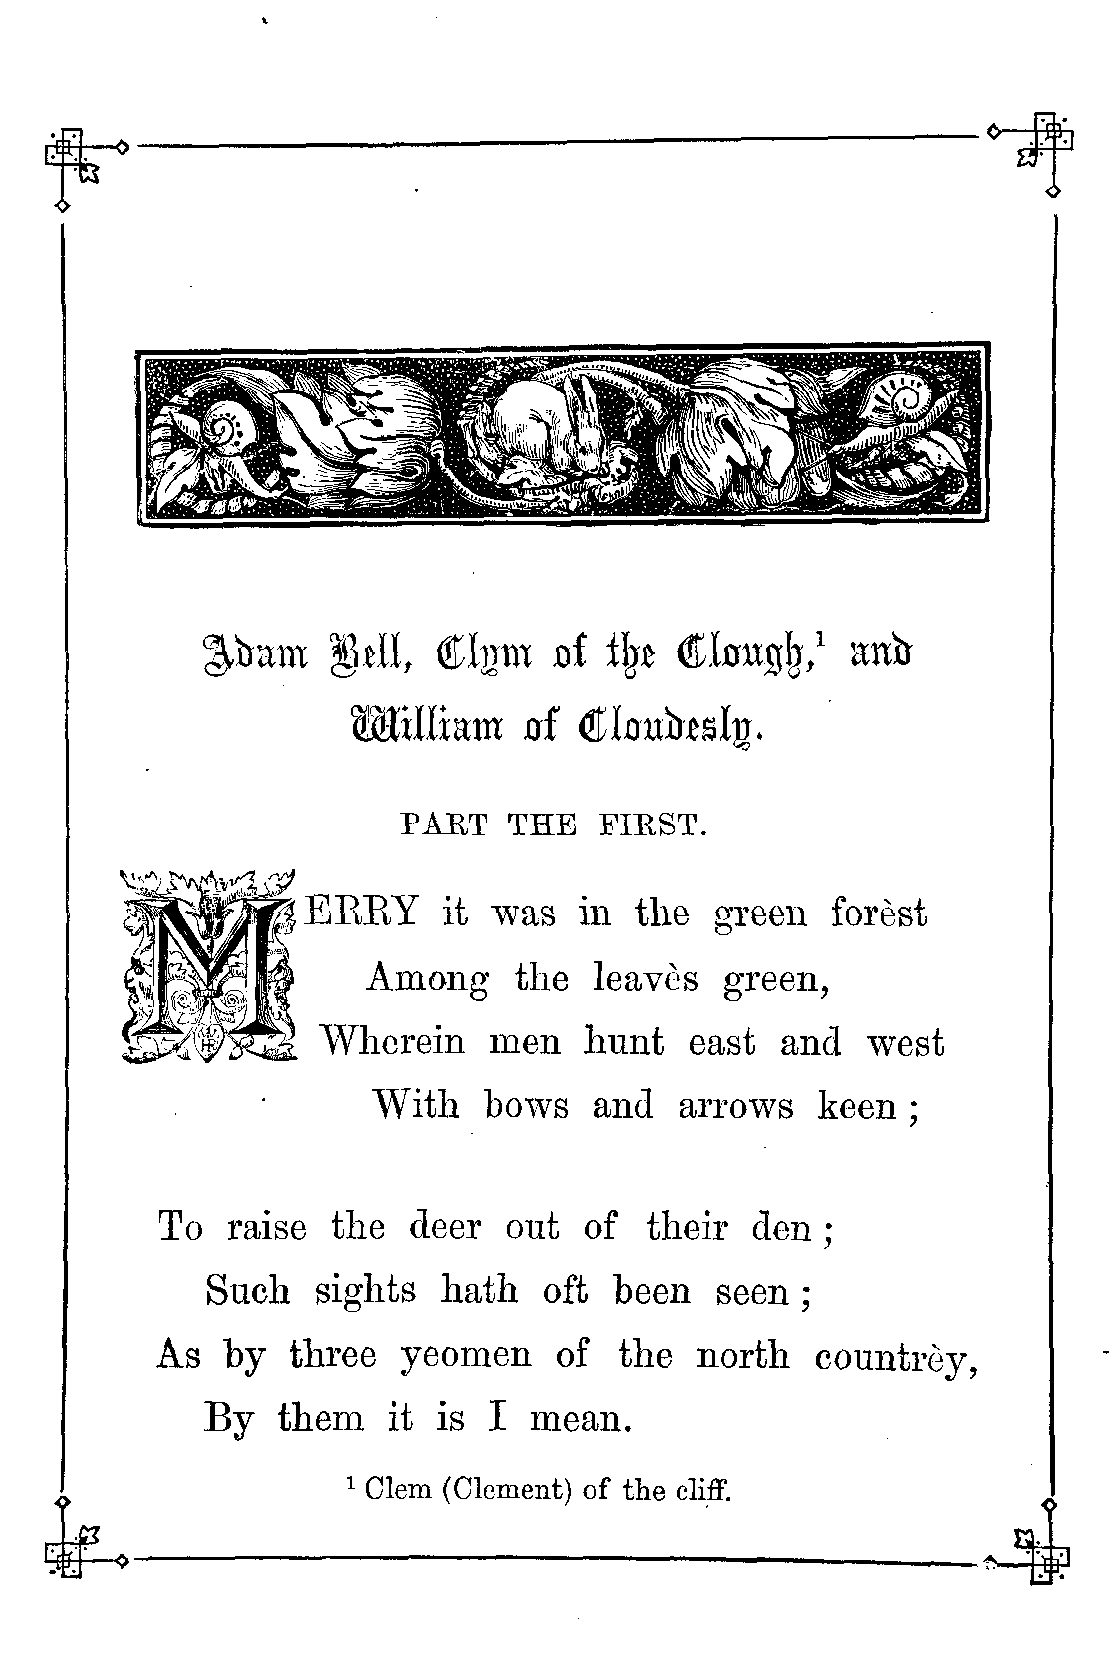 Adam Bell, Clym of the Clough,¹ and
William of Cloudesly.
PART THE FIRST.
MERRY it was in the green forèst
Among the leavès green,
Wherein men hunt east and west
With bows and arrows keen ;
To raise the deer out of their den ;
Such sights hath oft been seen ;
As by three yeomen of the north countrèy,
By them it is I mean.
¹ Clem (Clement) of the cliff.